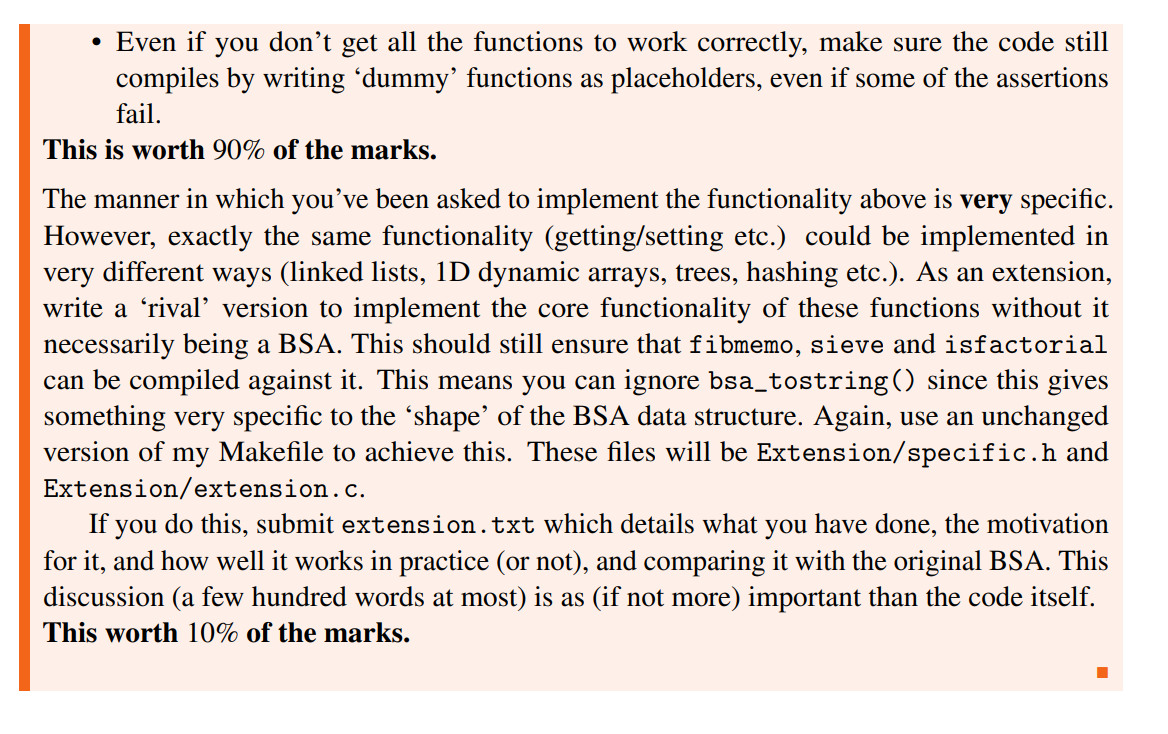 • Even if you don’t get all the functions to work correctly, make sure the code still
compiles by writing ‘dummy’ functions as placeholders, even if some of the assertions
fail.
This is worth 90% of the marks.
The manner in which you’ve been asked to implement the functionality above is very specific.
However, exactly the same functionality (getting/setting etc.) could be implemented in
very different ways (linked lists, 1D dynamic arrays, trees, hashing etc.). As an extension,
write a ‘rival’ version to implement the core functionality of these functions without it
necessarily being a BSA. This should still ensure that fibmemo, sieve and isfactorial
can be compiled against it. This means you can ignore bsa_tostring() since this gives
something very specific to the ‘shape’ of the BSA data structure. Again, use an unchanged
version of my Makefile to achieve this. These files will be Extension/specific.h and
Extension/extension.c.
If you do this, submit extension.txt which details what you have done, the motivation
for it, and how well it works in practice (or not), and comparing it with the original BSA. This
discussion (a few hundred words at most) is as (if not more) important than the code itself.
This worth 10% of the marks.